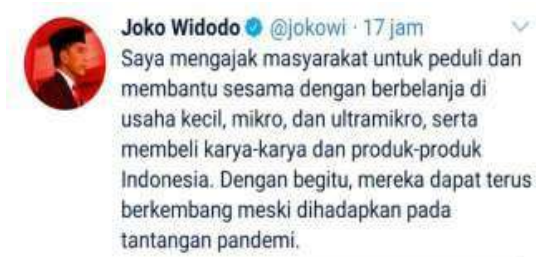 Joko Widodo @jokowi · 17 jam
Saya mengajak masyarakat untuk peduli dan
membantu sesama dengan berbelanja di
usaha kecil, mikro, dan ultramikro, serta
membeli karya-karya dan produk-produk
Indonesia. Dengan begitu, mereka dapat terus
berkembang meski dihadapkan pada
tantangan pandemi.